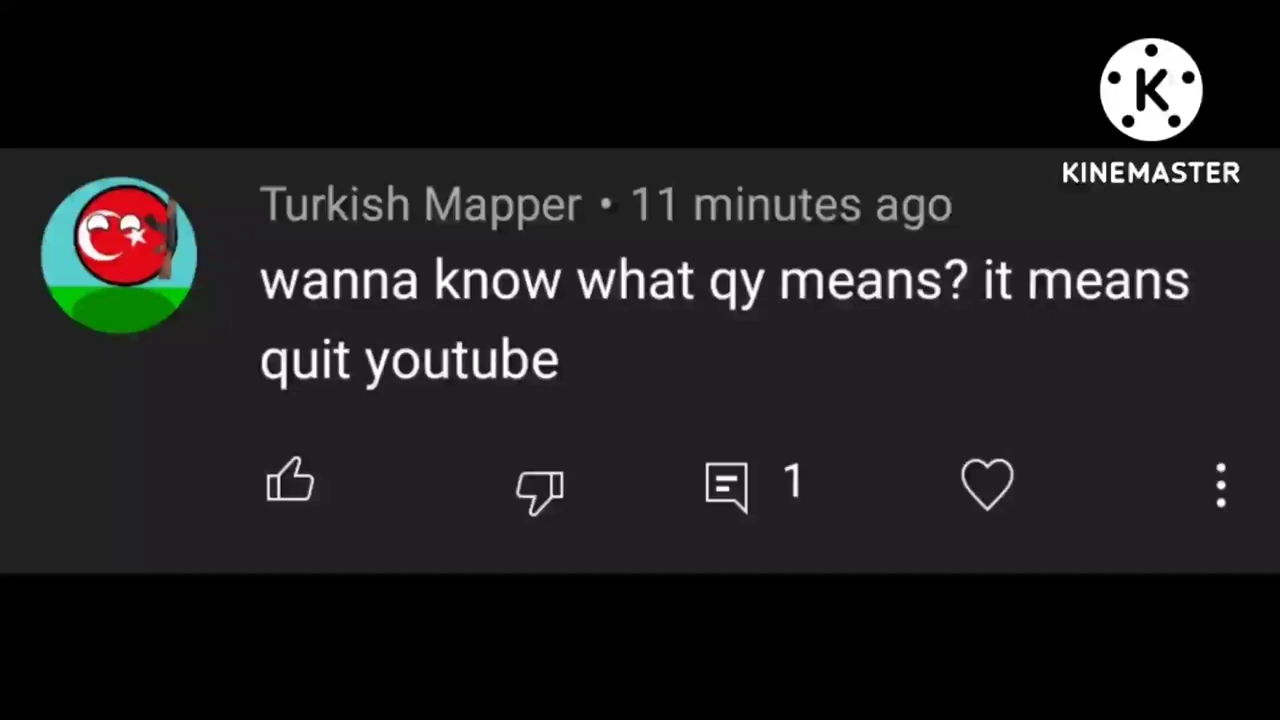 K
KINEMASTER
Turkish Mapper • 11 minutes ago
wanna know what qy means? it means
quit youtube
1